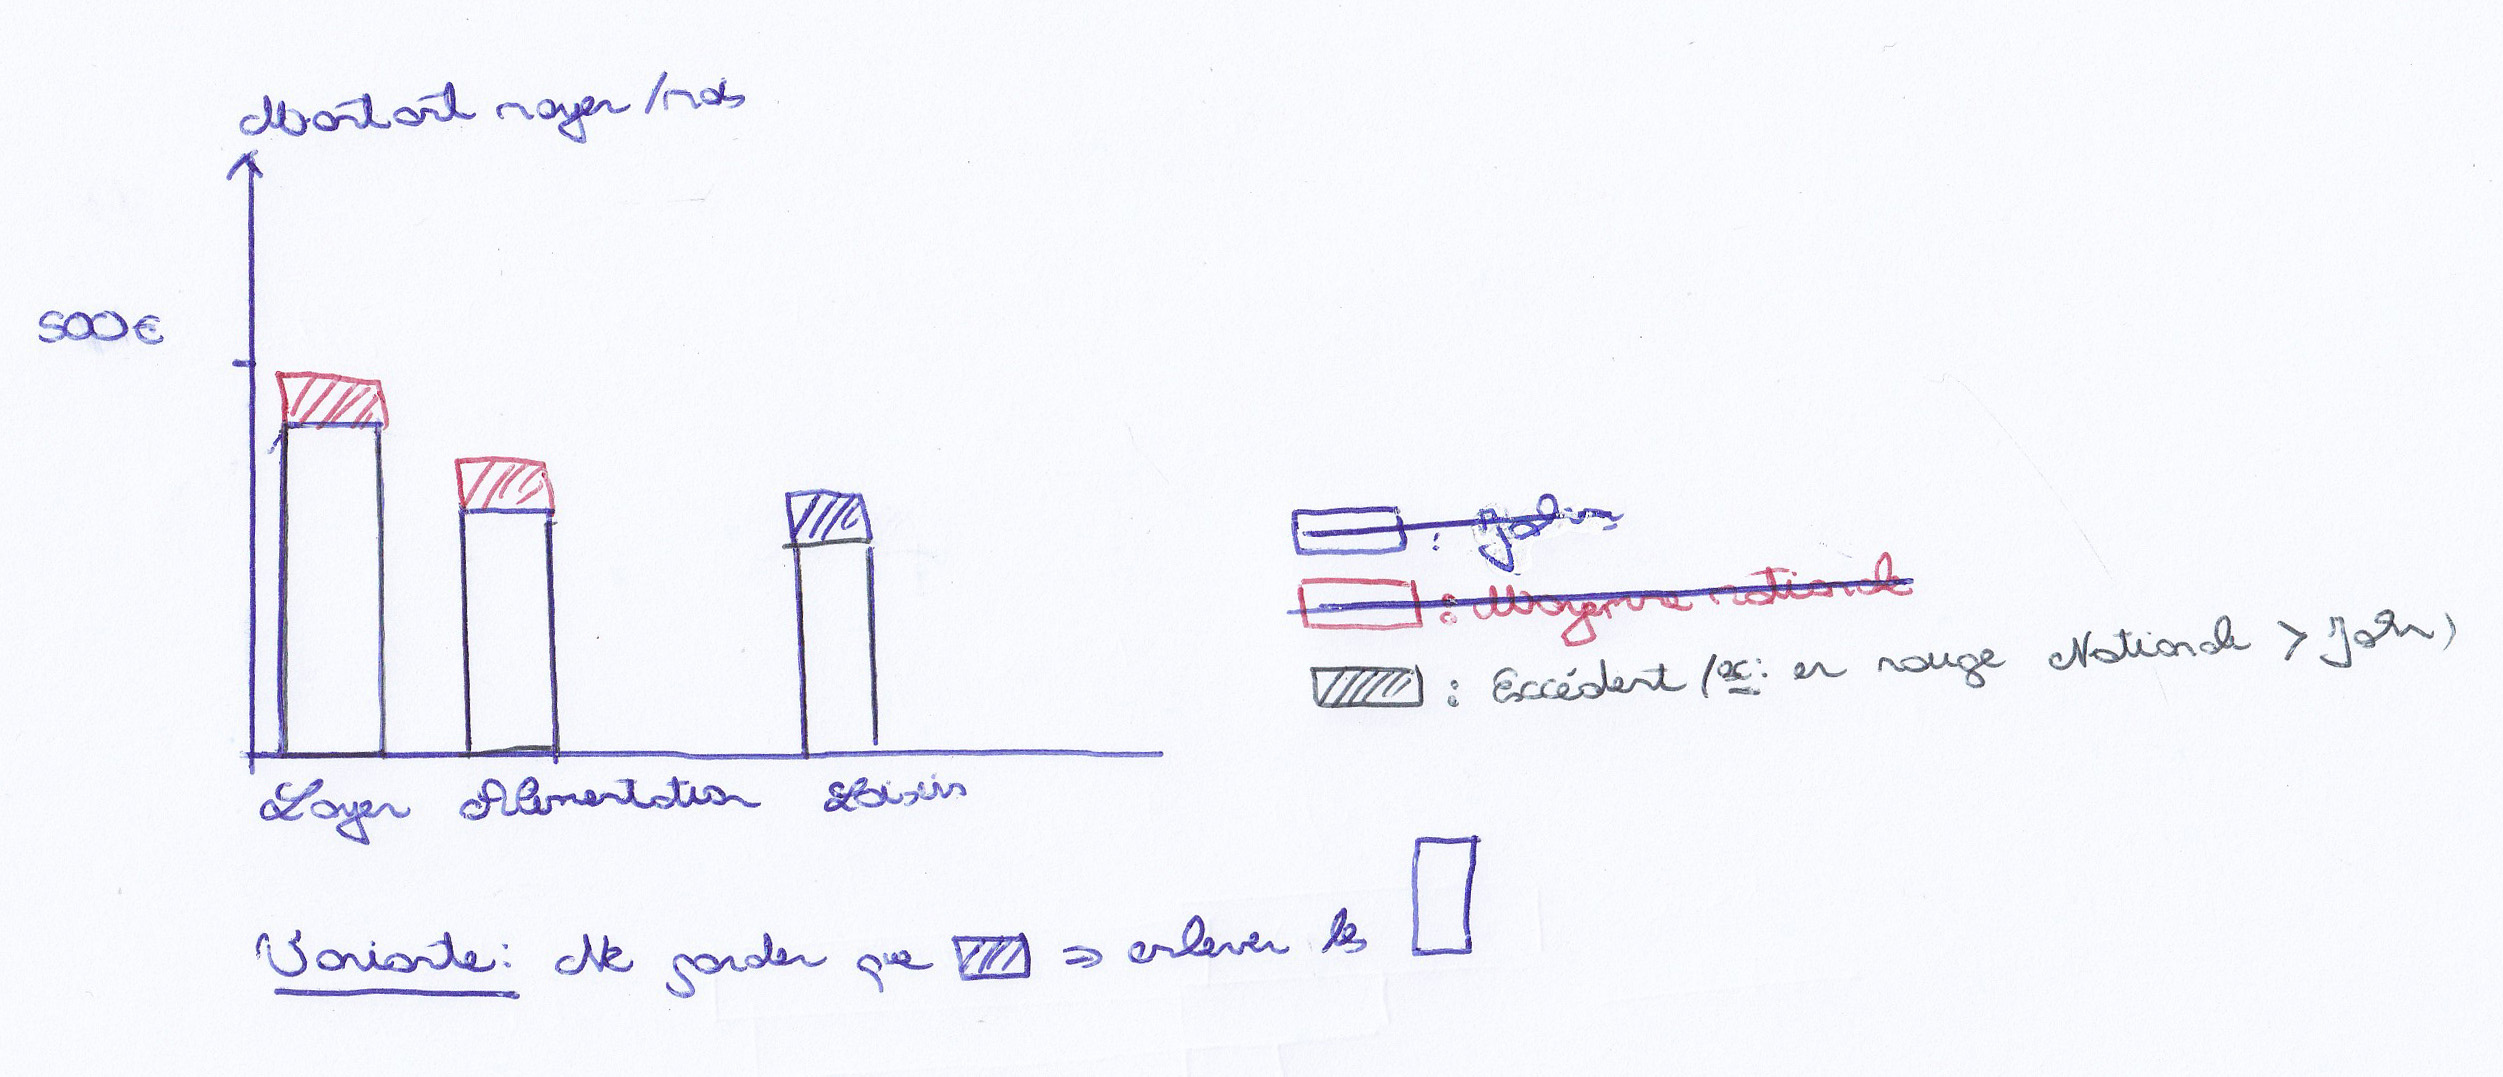 Montant moyen /mois
500€
: John
: Moyenne nationale
: Excédent (ex: en rouge Nationale > John)
Loyer Alimentation Loisirs
Variante: Ne garder que ⇒ enlever les